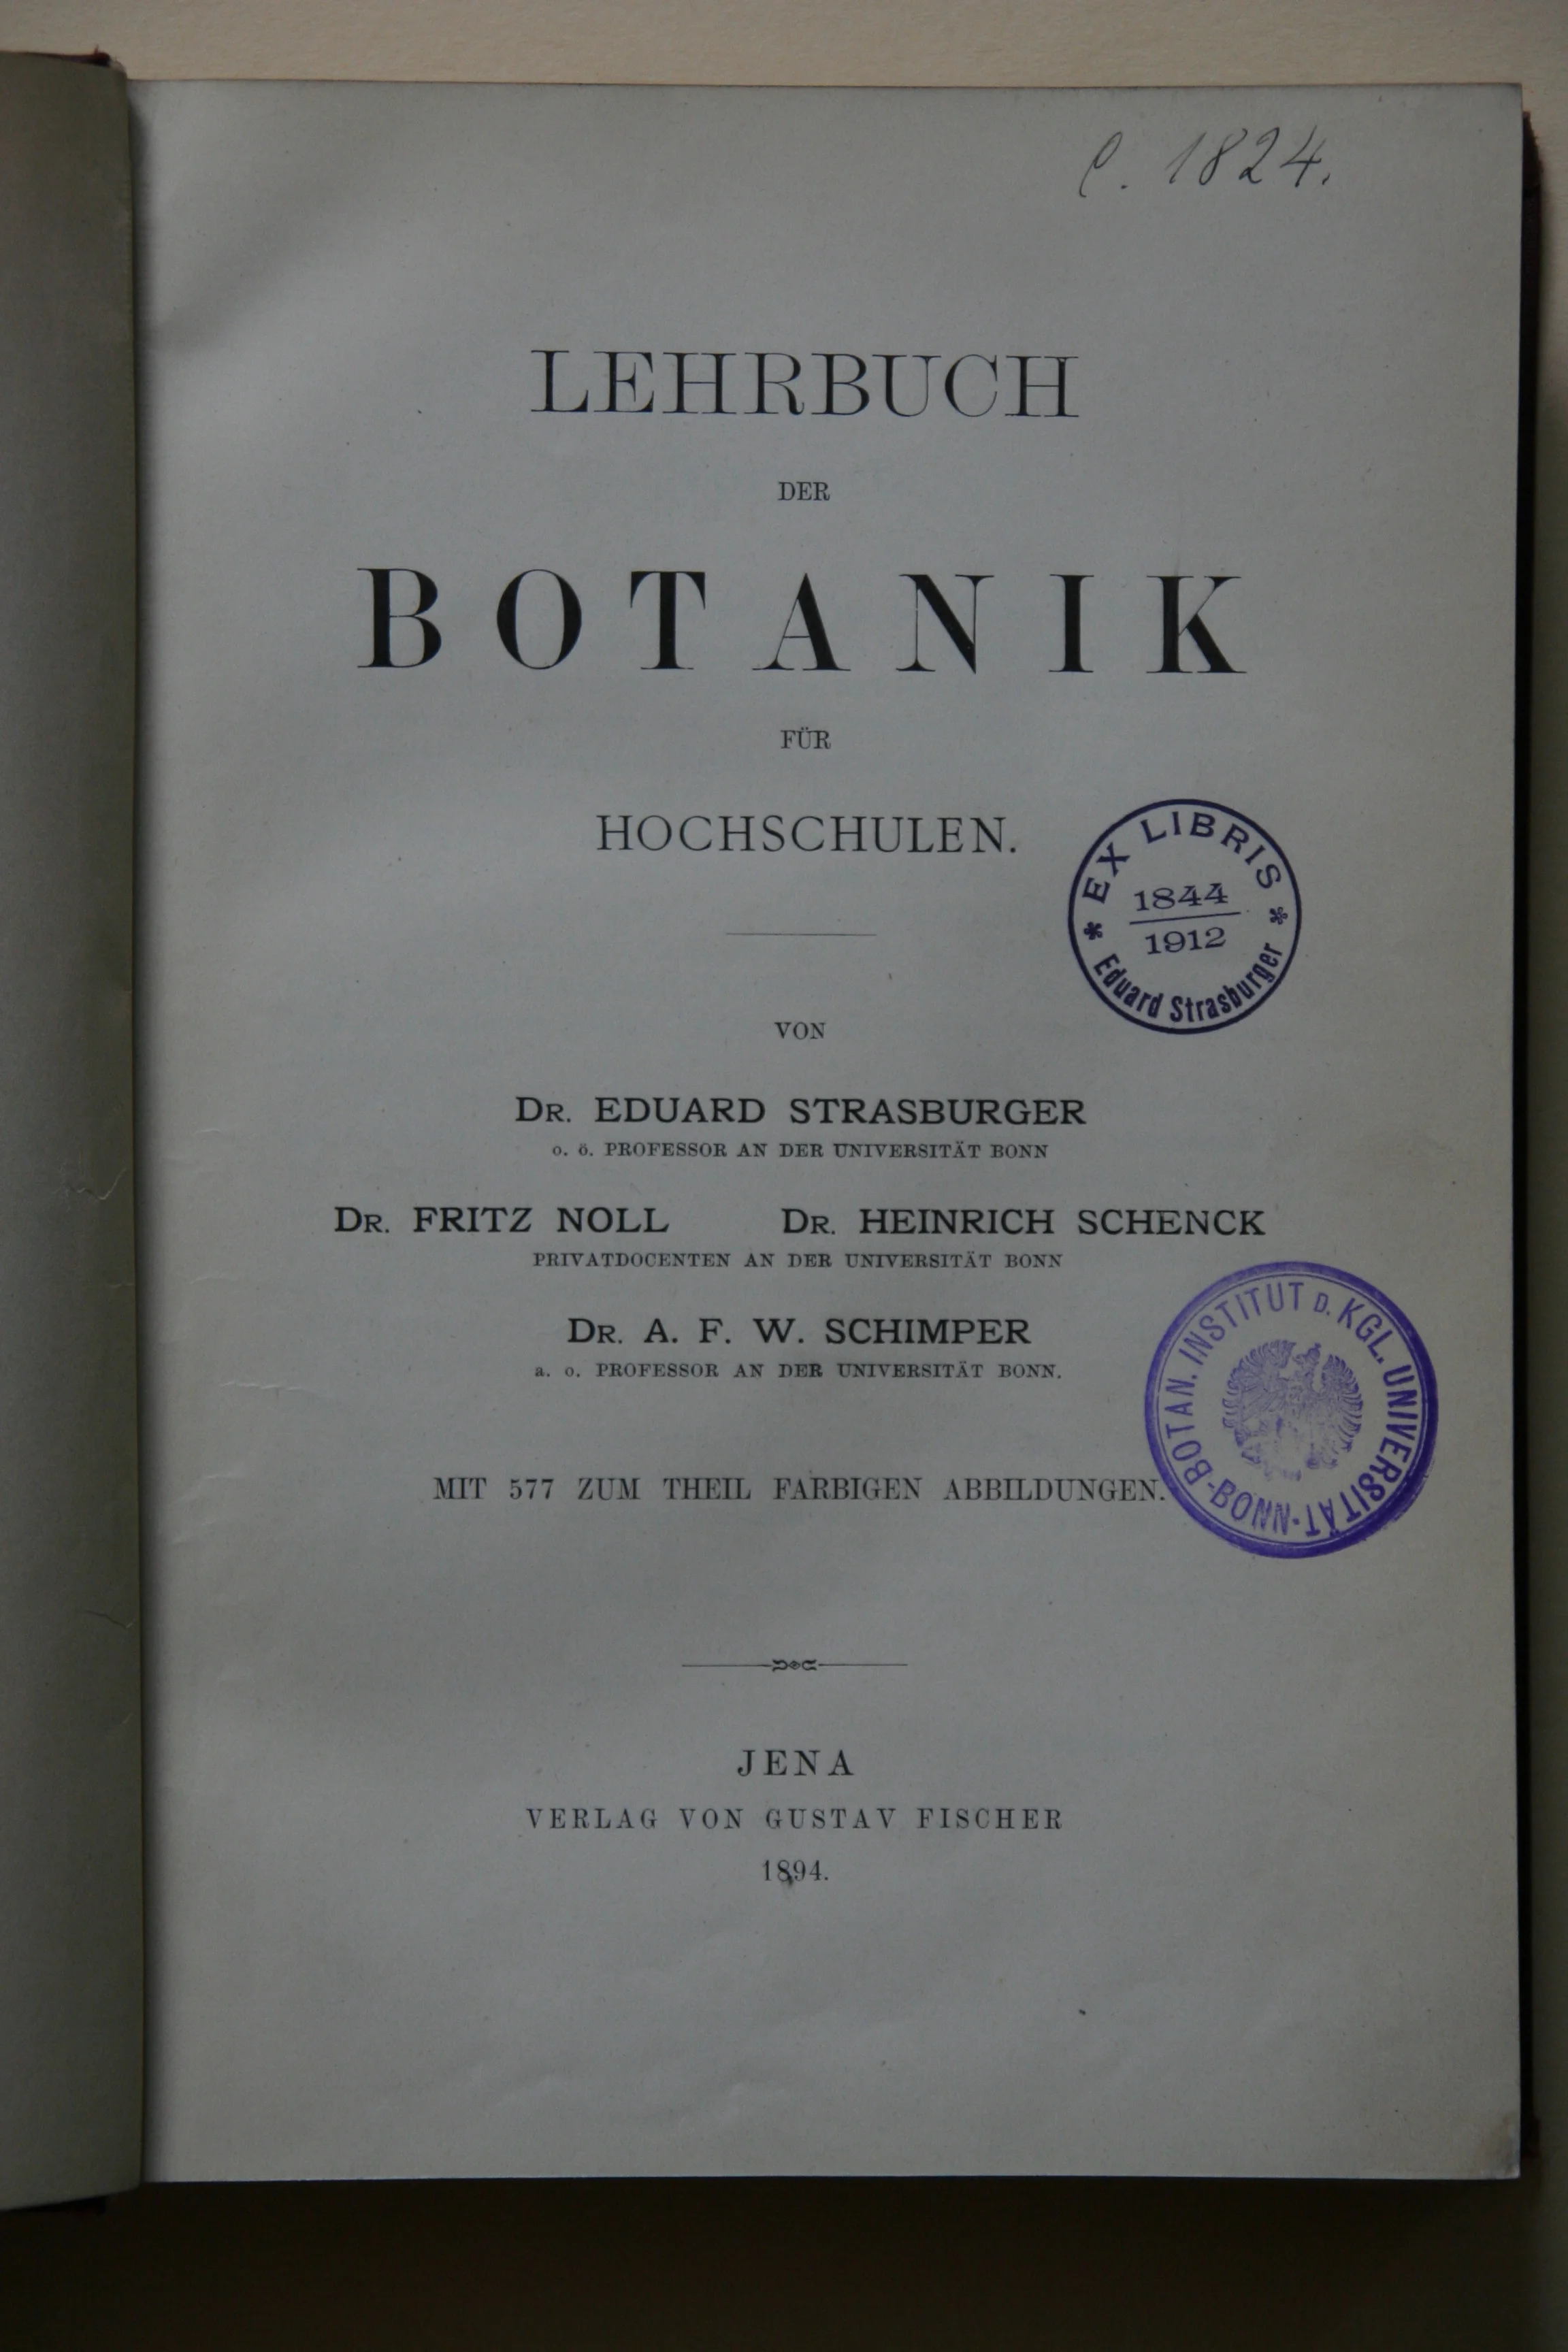 C. 1824.
LEHRBUCH
DER
BOTANIK
FÜR
HOCHSCHULEN.
EX LIBRIS
1844
1912
Eduard Strasburger
VON
DR. EDUARD STRASBURGER
o. ö. PROFESSOR AN DER UNIVERSITÄT BONN
DR. FRITZ NOLL DR. HEINRICH SCHENCK
PRIVATDOCENTEN AN DER UNIVERSITÄT BONN
DR. A. F. W. SCHIMPER
a. o. PROFESSOR AN DER UNIVERSITÄT BONN.
BOTAN. INSTITUT D. KGL. UNIVERSITÄT-BONN-
MIT 577 ZUM THEIL FARBIGEN ABBILDUNGEN.
JENA
VERLAG VON GUSTAV FISCHER
1894.